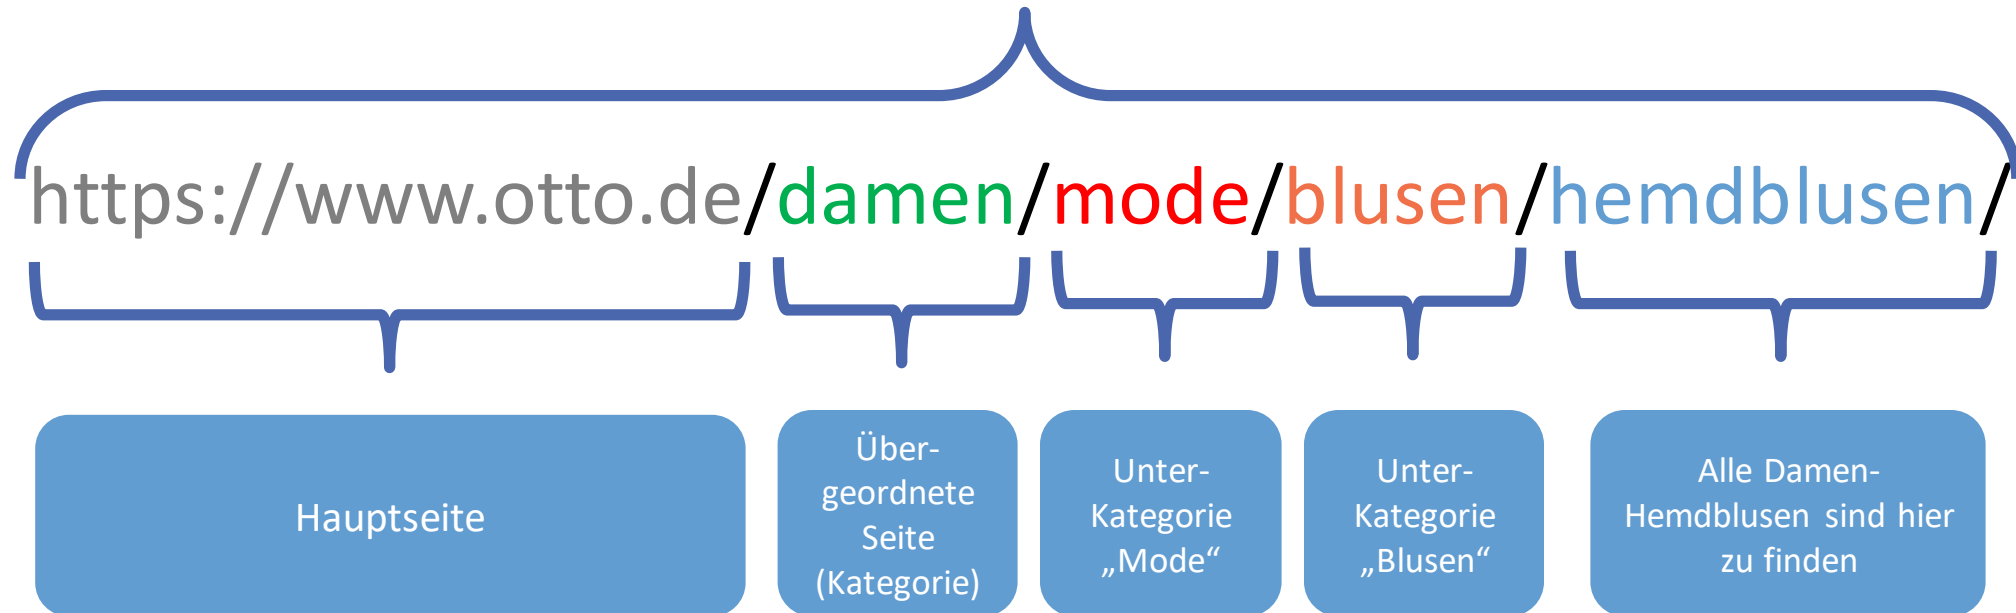 https://www.otto.de/damen/mode/blusen/hemdblusen/
Hauptseite
Über-
geordnete
Seite
(Kategorie)
Unter-
Kategorie
„Mode“
Unter-
Kategorie
„Blusen“
Alle Damen-
Hemdblusen sind hier
zu finden